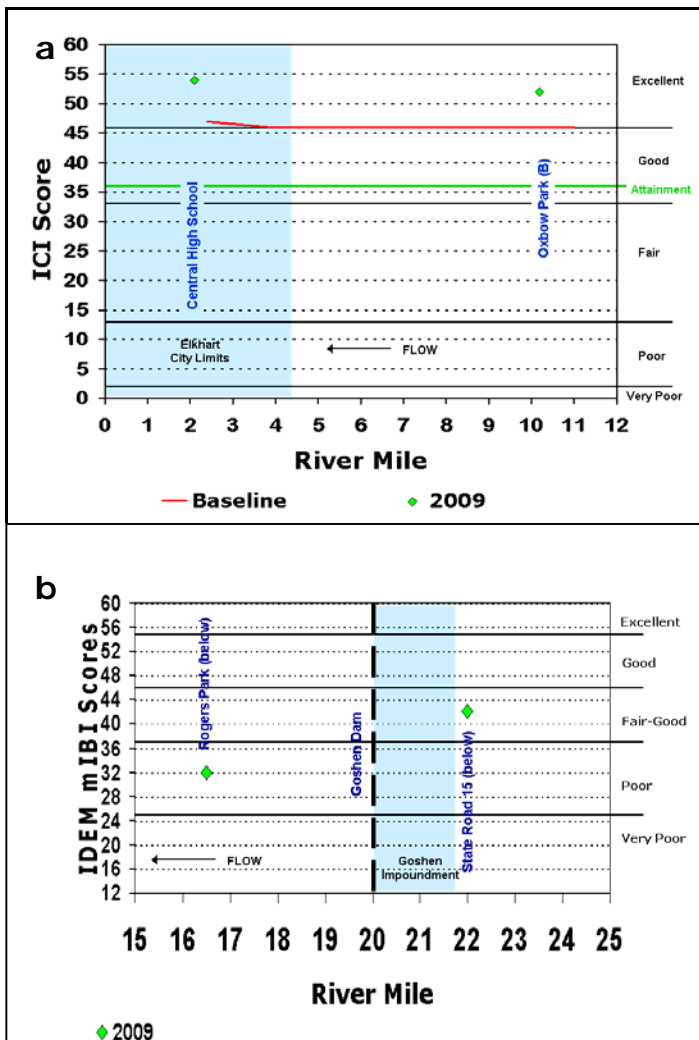 a
ICI Score
60
55
50
45
40
35
30
25
20
15
10
5
0
Excellent
Good
Attainment
Fair
Poor
Very Poor
Central High School
Oxbow Park (B)
Elkhart
City Limits
FLOW
0 1 2 3 4 5 6 7 8 9 10 11 12
River Mile
Baseline 2009
b
IDEM mIBI Scores
60
56
52
48
44
40
36
32
28
24
20
16
12
Excellent
Good
Fair-Good
Poor
Very Poor
Rogers Park (below)
Goshen Dam
State Road 15 (below)
FLOW
Goshen
Impoundment
15 16 17 18 19 20 21 22 23 24 25
River Mile
2009